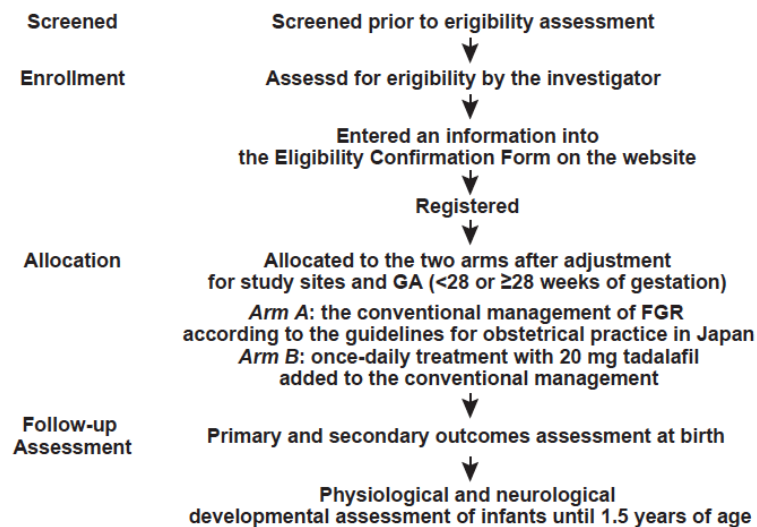 Screened
Screened prior to erigibility assessment
Enrollment
Assessd for erigibility by the investigator
Entered an information into
the Eligibility Confirmation Form on the website
Registered
Allocation
Allocated to the two arms after adjustment
for study sites and GA (<28 or ≥28 weeks of gestation)
Arm A: the conventional management of FGR
according to the guidelines for obstetrical practice in Japan
Arm B: once-daily treatment with 20 mg tadalafil
added to the conventional management
Follow-up
Assessment
Primary and secondary outcomes assessment at birth
Physiological and neurological
developmental assessment of infants until 1.5 years of age